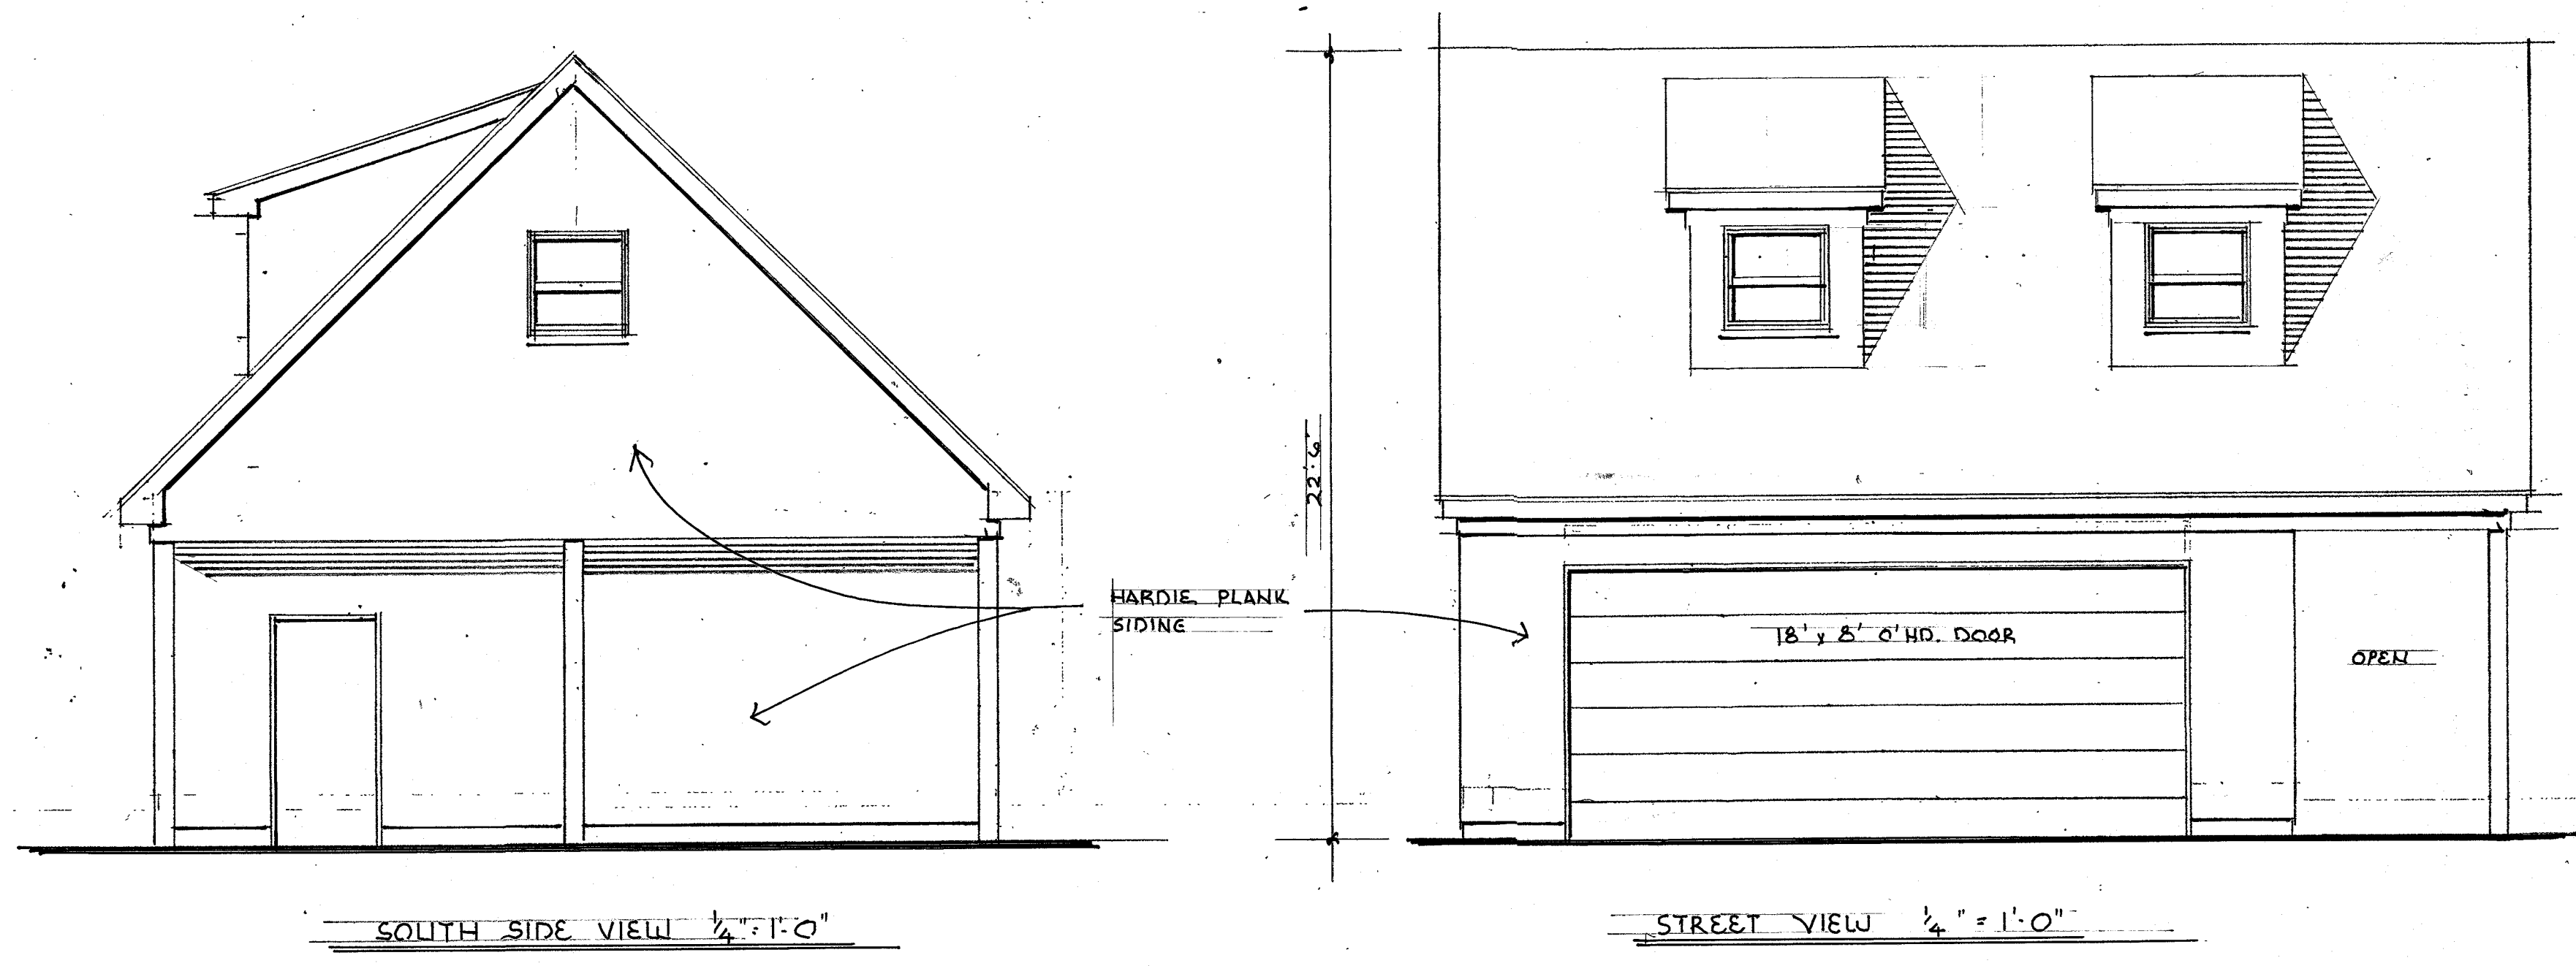 22'·6"
HARDIE PLANK
SIDING
18' x 8' O'HD. DOOR
OPEN
SOUTH SIDE VIEW ¼" = 1'-0"
STREET VIEW ¼" = 1'-0"